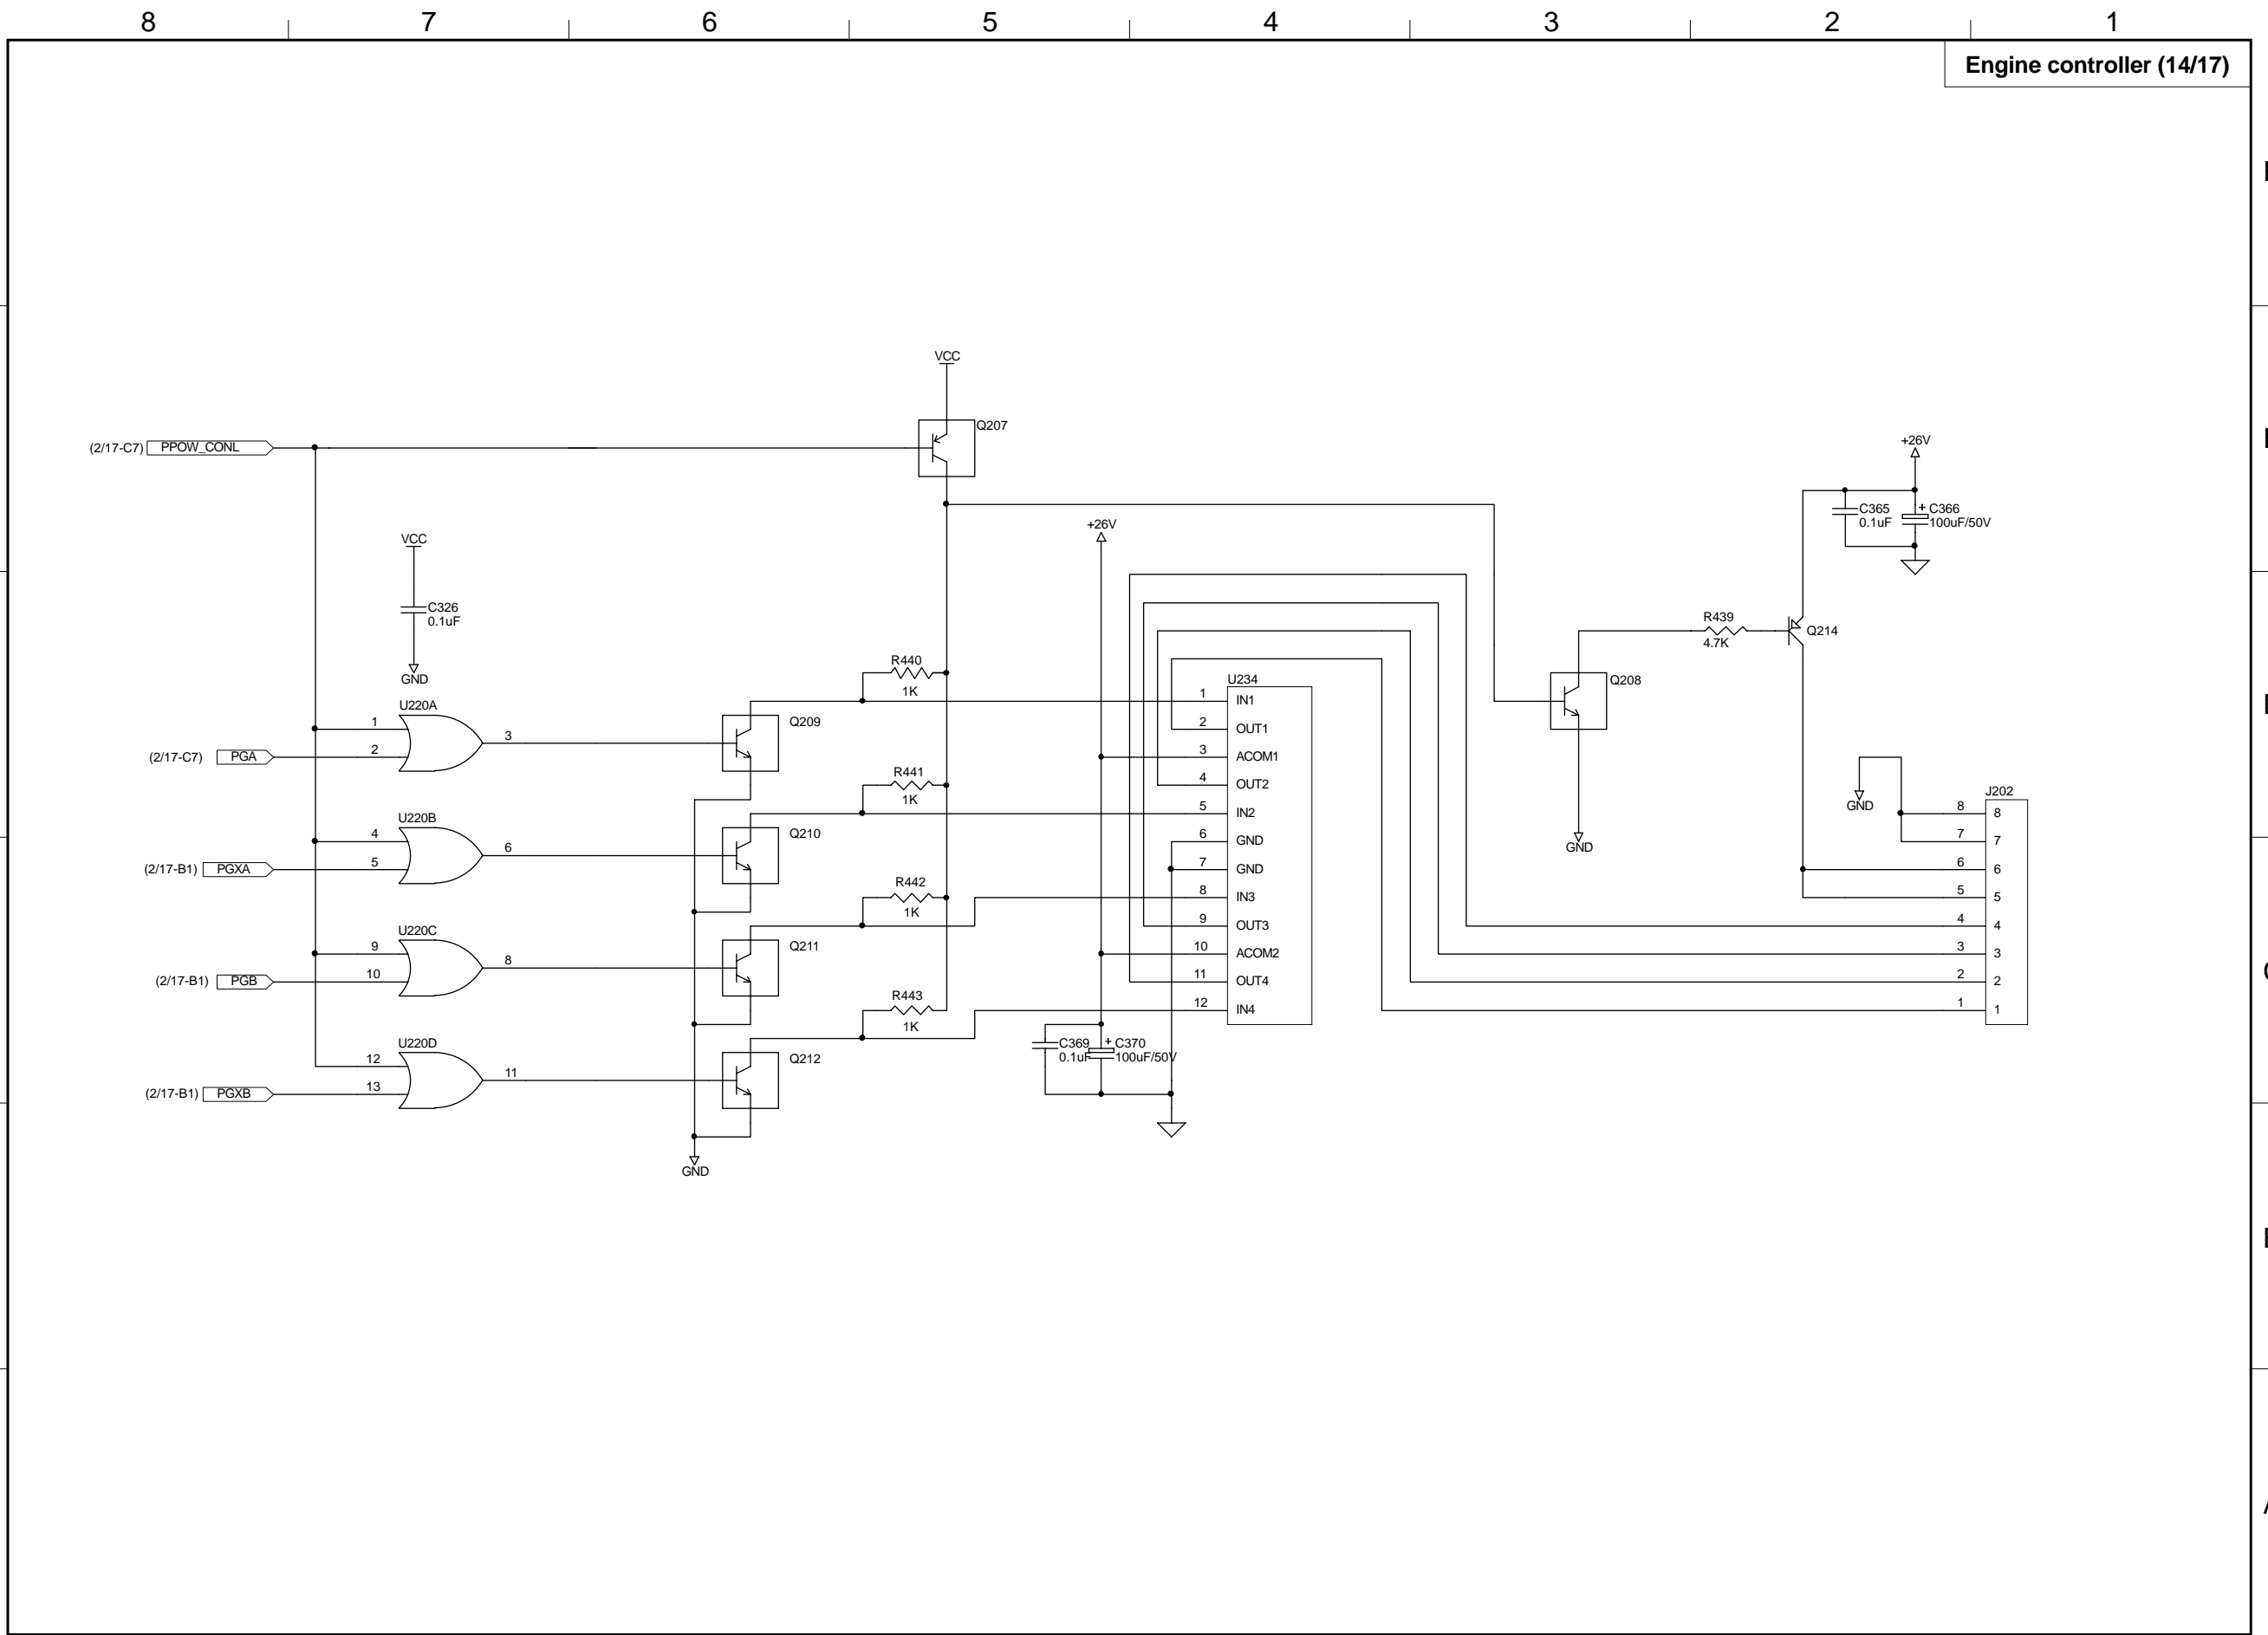 8 7 6 5 4 3 2 1
Engine controller (14/17)
VCC
Q207
(2/17-C7) PPOW_CONL
+26V
C365
0.1uF
+ C366
100uF/50V
+26V
VCC
C326
0.1uF
GND
R439
4.7K
Q214
R440
1K
U234
Q208
U220A
1
2
3
Q209
(2/17-C7) PGA
1 IN1
2 OUT1
3 ACOM1
4 OUT2
5 IN2
6 GND
7 GND
8 IN3
9 OUT3
10 ACOM2
11 OUT4
12 IN4
R441
1K
GND
GND
J202
8 8
7 7
6 6
5 5
4 4
3 3
2 2
1 1
U220B
4
5
6
Q210
(2/17-B1) PGXA
R442
1K
U220C
9
10
8
Q211
(2/17-B1) PGB
R443
1K
U220D
12
13
11
Q212
(2/17-B1) PGXB
C369
0.1uF
+ C370
100uF/50V
GND